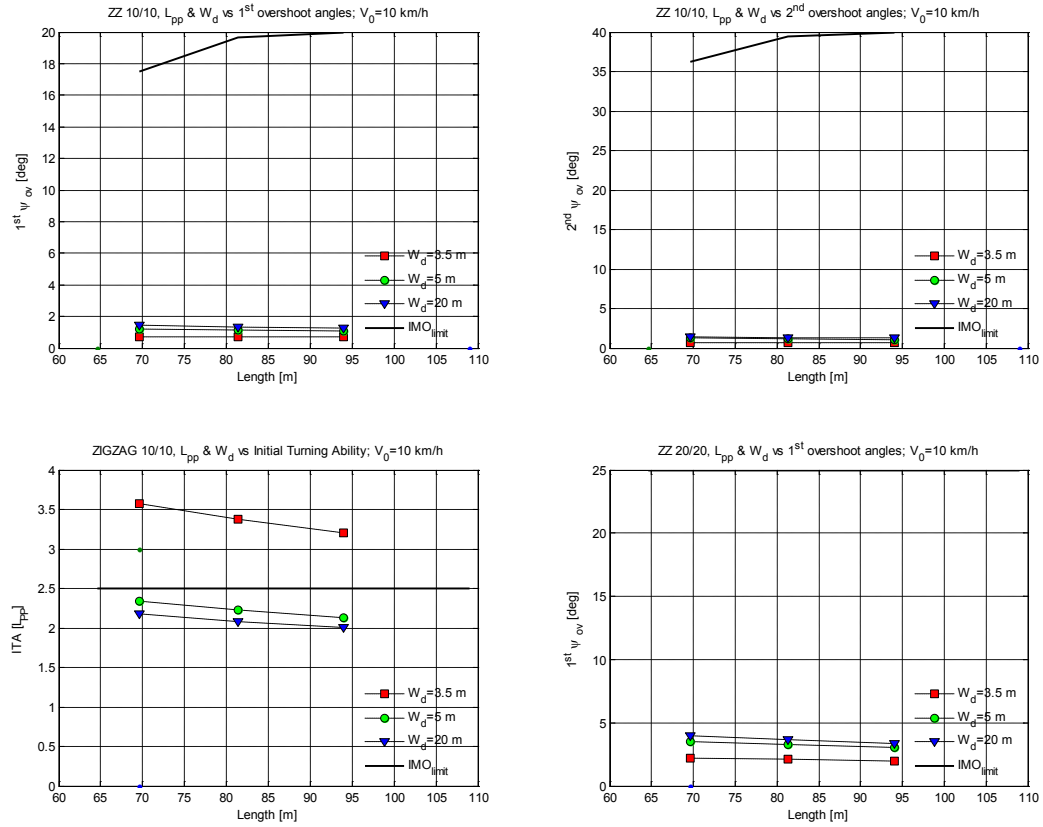 ZZ 10/10, L_pp & W_d vs 1^st overshoot angles; V_0=10 km/h
20
18
16
14
12
10
8
6
4
2
0
1^st ψ_ov [deg]
W_d=3.5 m
W_d=5 m
W_d=20 m
IMO_limit
60 65 70 75 80 85 90 95 100 105 110
Length [m]
ZZ 10/10, L_pp & W_d vs 2^nd overshoot angles; V_0=10 km/h
40
35
30
25
20
15
10
5
0
2^nd ψ_ov [deg]
W_d=3.5 m
W_d=5 m
W_d=20 m
IMO_limit
60 65 70 75 80 85 90 95 100 105 110
Length [m]
ZIGZAG 10/10, L_pp & W_d vs Initial Turning Ability; V_0=10 km/h
4
3.5
3
2.5
2
1.5
1
0.5
0
ITA [L_pp]
W_d=3.5 m
W_d=5 m
W_d=20 m
IMO_limit
60 65 70 75 80 85 90 95 100 105 110
Length [m]
ZZ 20/20, L_pp & W_d vs 1^st overshoot angles; V_0=10 km/h
25
20
15
10
5
0
1^st ψ_ov [deg]
W_d=3.5 m
W_d=5 m
W_d=20 m
IMO_limit
60 65 70 75 80 85 90 95 100 105 110
Length [m]